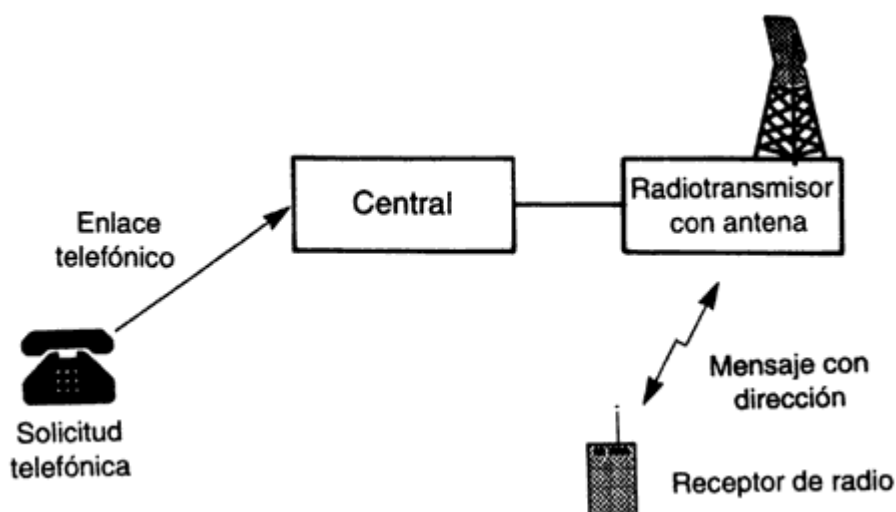 Radiotransmisor
con antena
Central
Enlace
telefónico
Mensaje con
dirección
Solicitud
telefónica
Receptor de radio